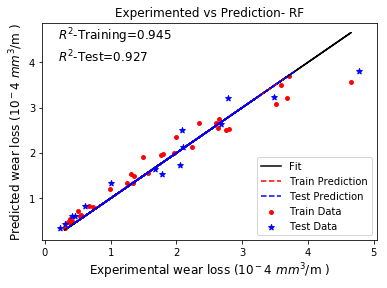 Experimented vs Prediction- RF
R²-Training=0.945
R²-Test=0.927
Predicted wear loss (10⁻4 mm³/m )
4
3
2
1
Fit
Train Prediction
Test Prediction
Train Data
Test Data
0 1 2 3 4 5
Experimental wear loss (10⁻4 mm³/m )